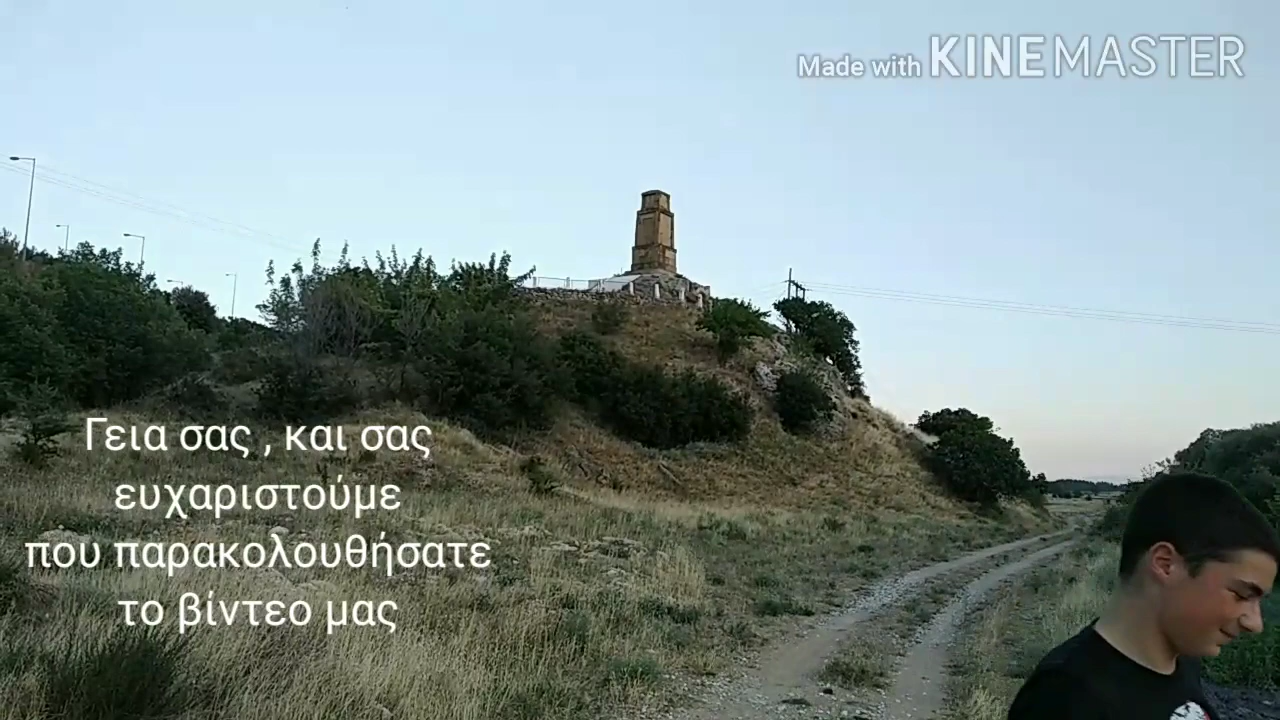 Made with KINEMASTER
Γεια σας , και σας
ευχαριστούμε
που παρακολουθήσατε
το βίντεο μας